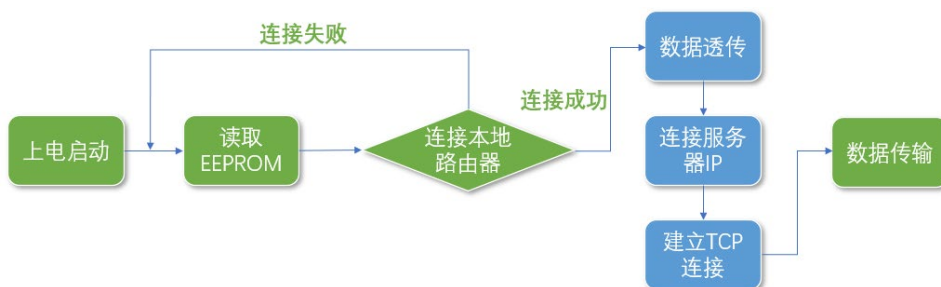 连接失败
数据透传
连接成功
上电启动
读取
EEPROM
连接本地
路由器
连接服务
器IP
数据传输
建立TCP
连接